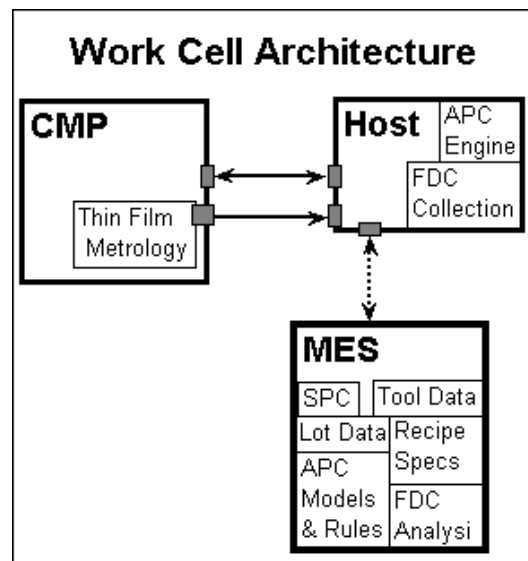 Work Cell Architecture
CMP
Thin Film
Metrology
Host
APC
Engine
FDC
Collection
MES
SPC
Tool Data
Lot Data
Recipe
Specs
APC
Models
& Rules
FDC
Analysi